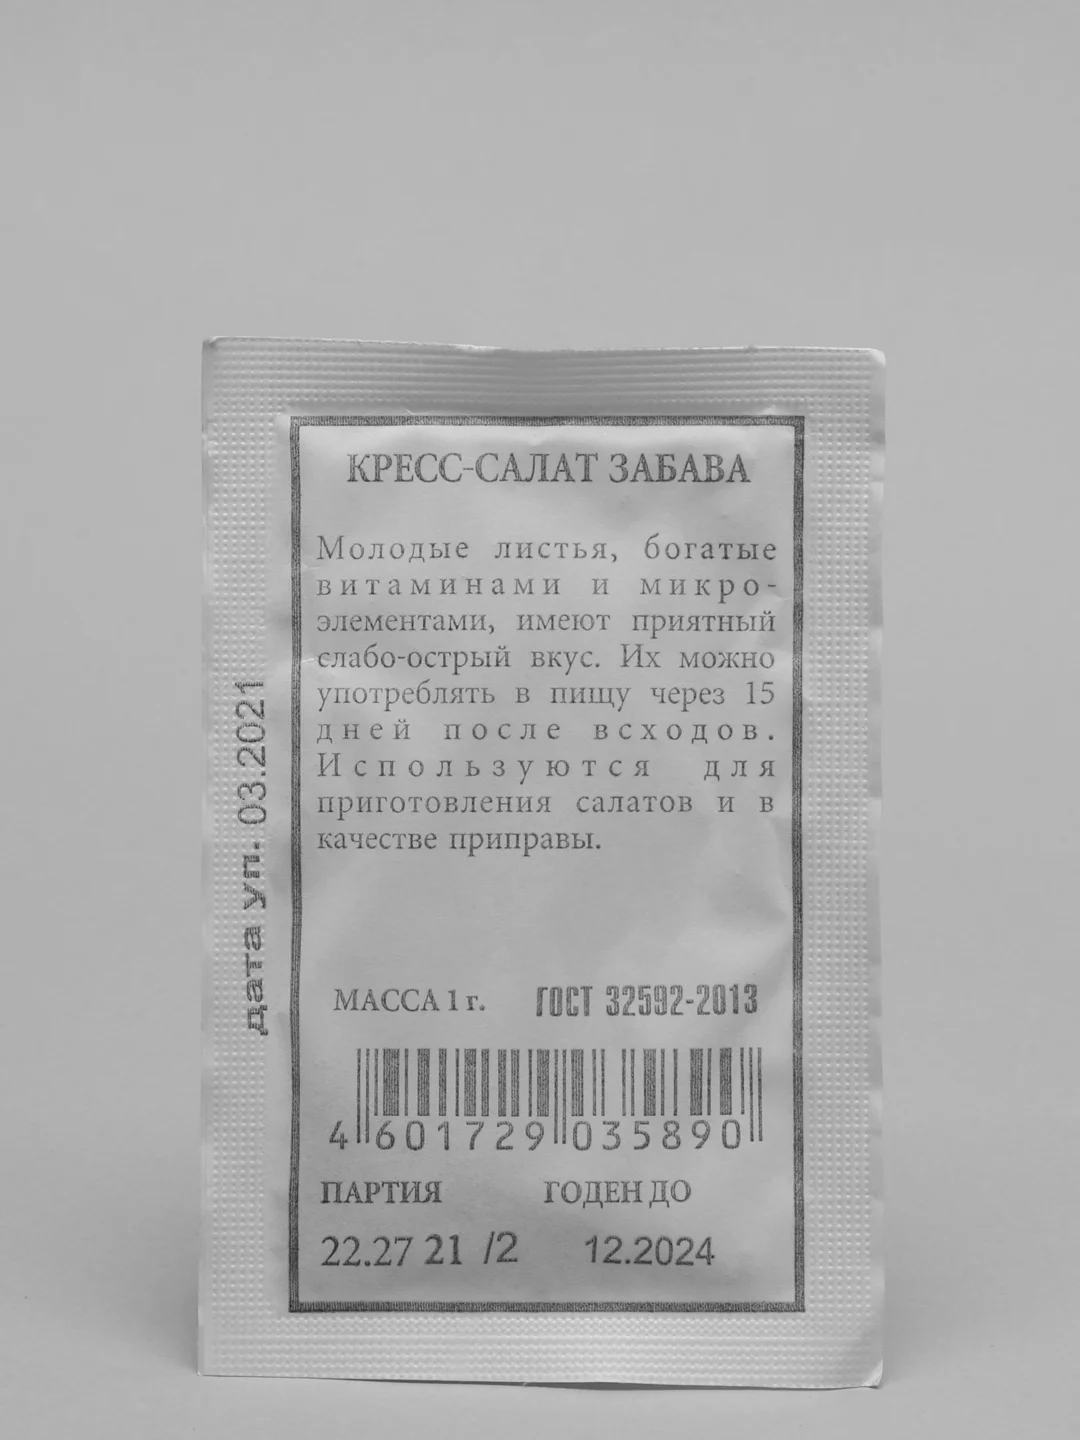 КРЕСС-САЛАТ ЗАБАВА
Молодые листья, богатые
витаминами и микро-
элементами, имеют приятный
слабо-острый вкус. Их можно
употреблять в пищу через 15
дней после всходов.
Используются для
приготовления салатов и в
качестве приправы.
дата уп. 03.2021
МАССА 1 г. ГОСТ 32592-2013
4 601729 035890
ПАРТИЯ ГОДЕН ДО
22.27 21 /2 12.2024